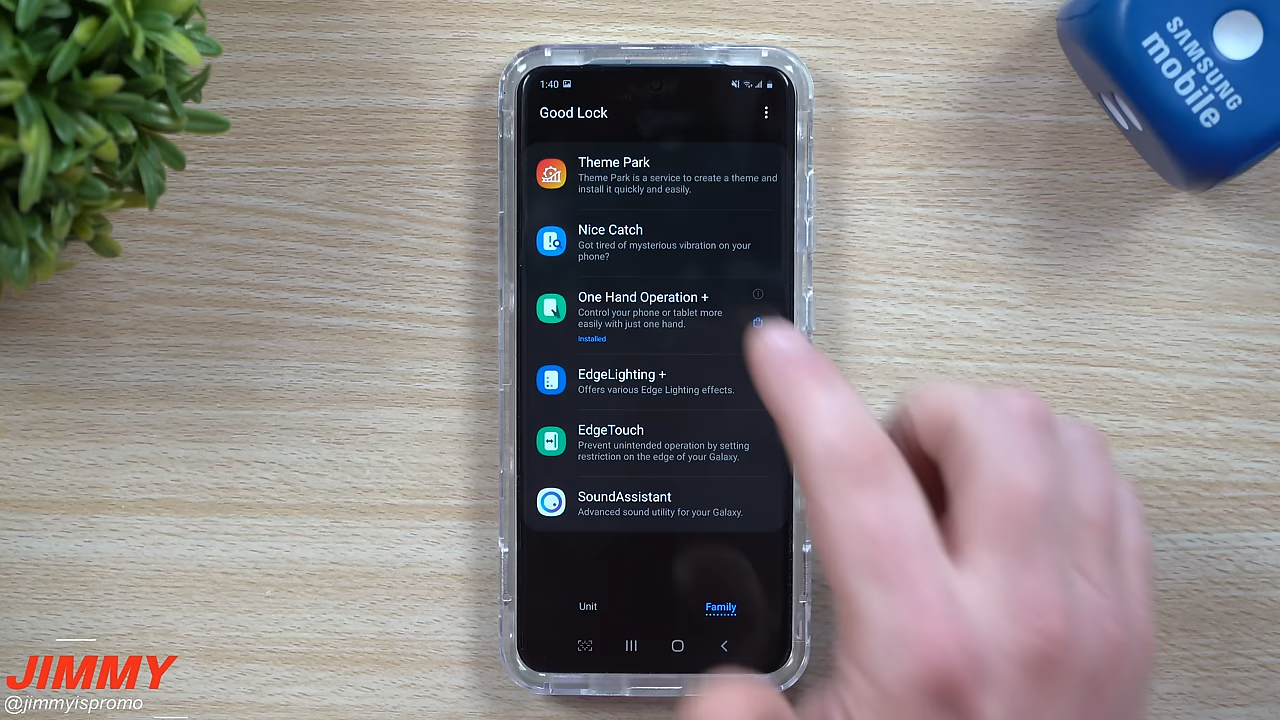 SAMSUNG
mobile
1:40
Good Lock
Theme Park
Theme Park is a service to create a theme and
install it quickly and easily.
Nice Catch
Got tired of mysterious vibration on your
phone?
One Hand Operation +
Control your phone or tablet more
easily with just one hand.
Installed
EdgeLighting +
Offers various Edge Lighting effects.
EdgeTouch
Prevent unintended operation by setting
restriction on the edge of your Galaxy.
SoundAssistant
Advanced sound utility for your Galaxy.
Unit
Family
JIMMY
@jimmyispromo